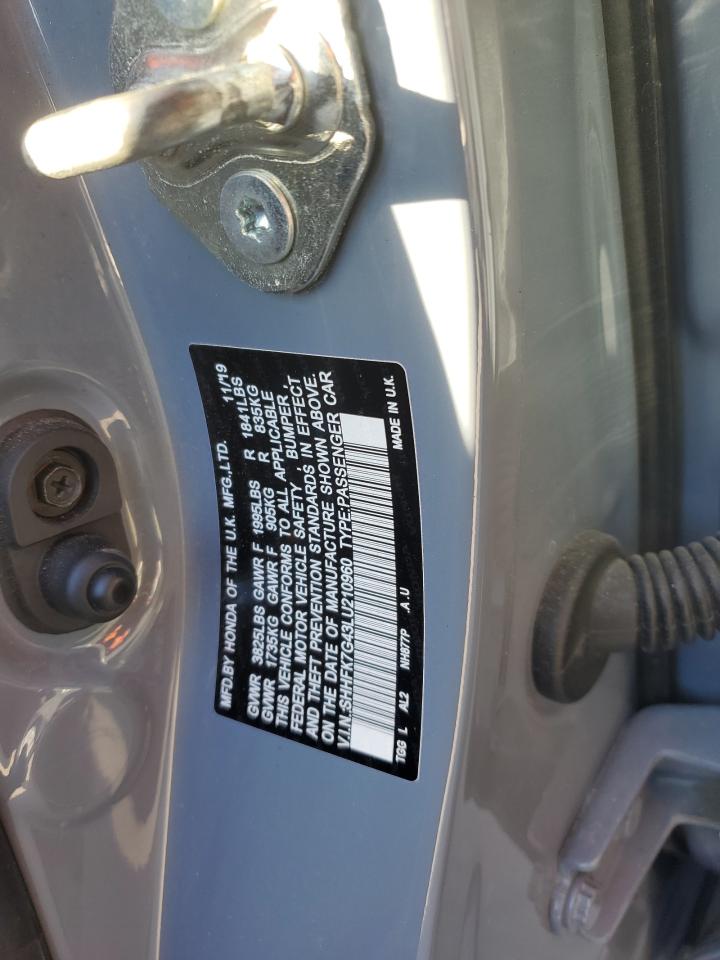 MFD.BY HONDA OF THE U.K. MFG.,LTD. 11/19
GVWR 3825LBS GAWR F 1995LBS R 1841LBS
GVWR 1735KG GAWR F 905KG R 835KG
THIS VEHICLE CONFORMS TO ALL APPLICABLE
FEDERAL MOTOR VEHICLE SAFETY, BUMPER,
AND THEFT PREVENTION STANDARDS IN EFFECT
ON THE DATE OF MANUFACTURE SHOWN ABOVE.
V.I.N.:SHHFK7G43LU210960 TYPE:PASSENGER CAR
TGG L AL2 NH877P .A.U MADE IN U.K.